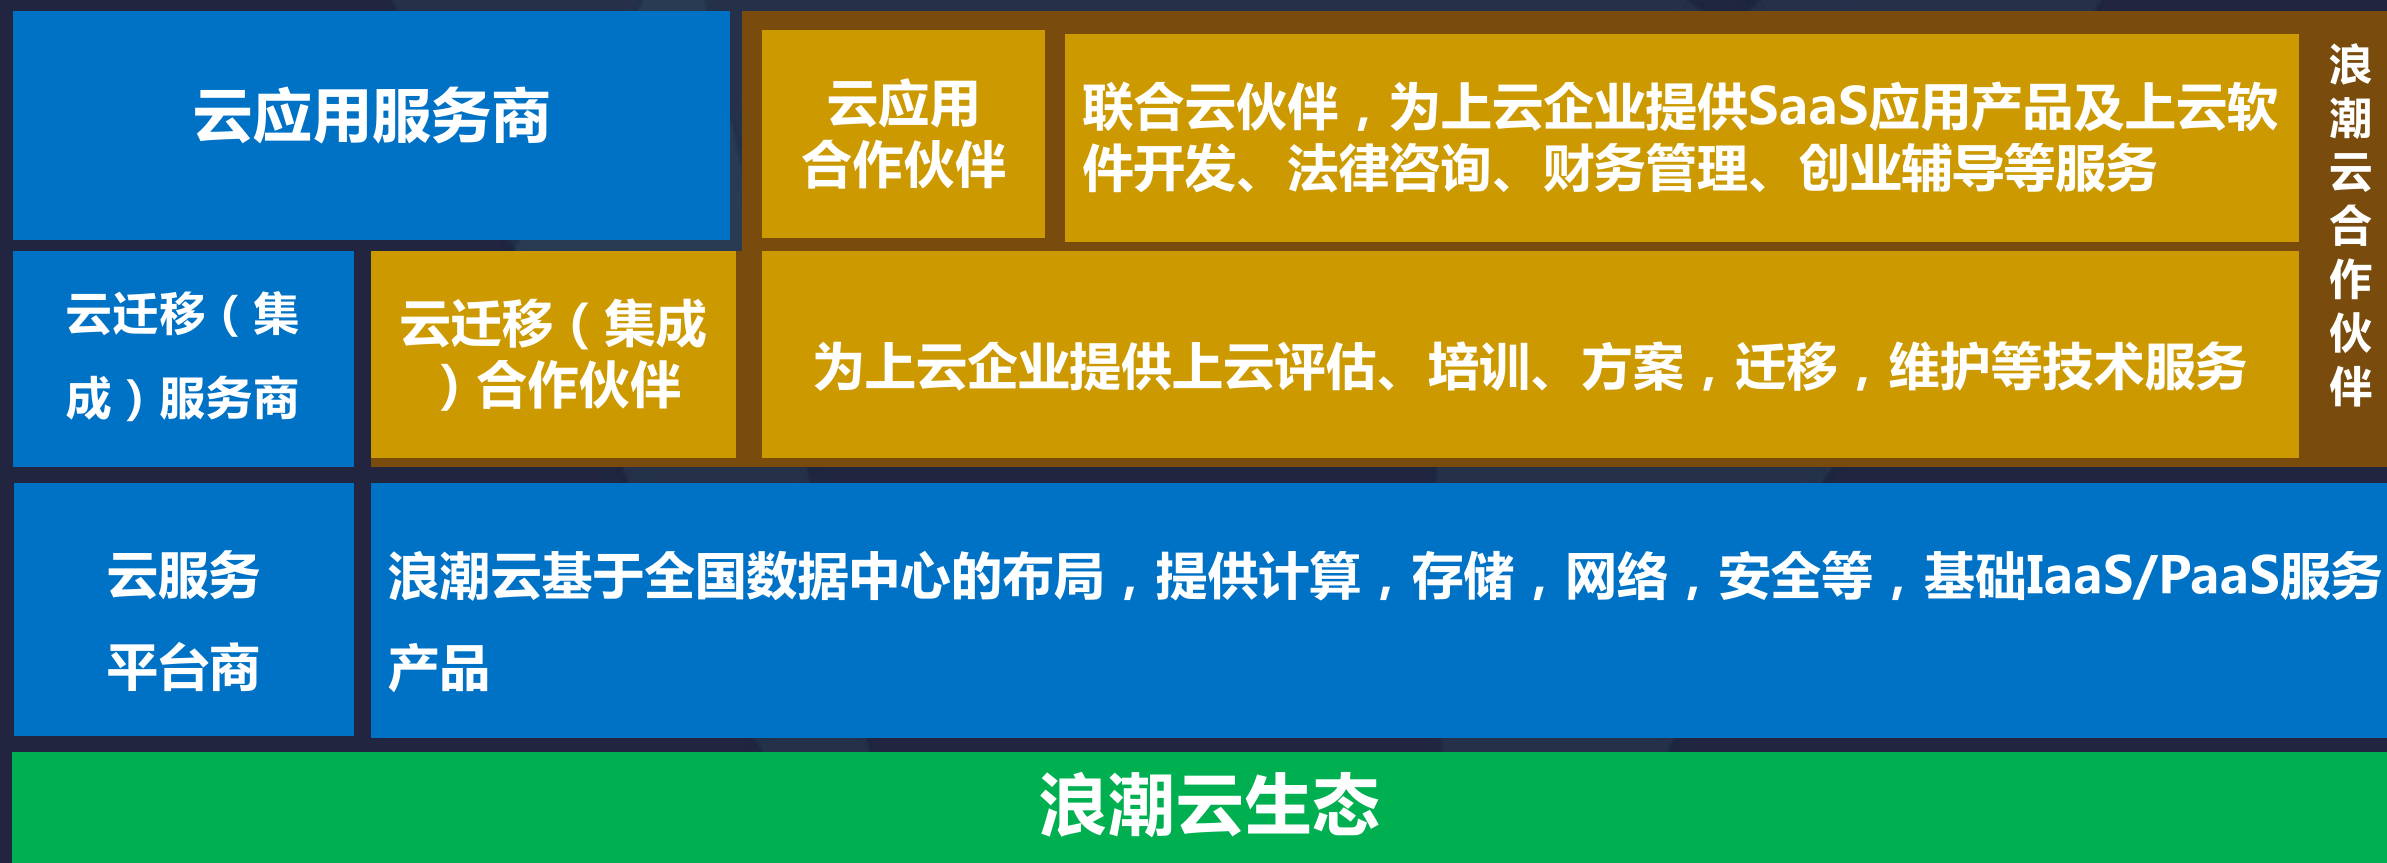 云应用服务商
云应用
合作伙伴
联合云伙伴，为上云企业提供SaaS应用产品及上云软
件开发、法律咨询、财务管理、创业辅导等服务
浪潮云合作伙伴
云迁移（集
成）服务商
云迁移（集成
）合作伙伴
为上云企业提供上云评估、培训、方案，迁移，维护等技术服务
云服务
平台商
浪潮云基于全国数据中心的布局，提供计算，存储，网络，安全等，基础IaaS/PaaS服务
产品
浪潮云生态